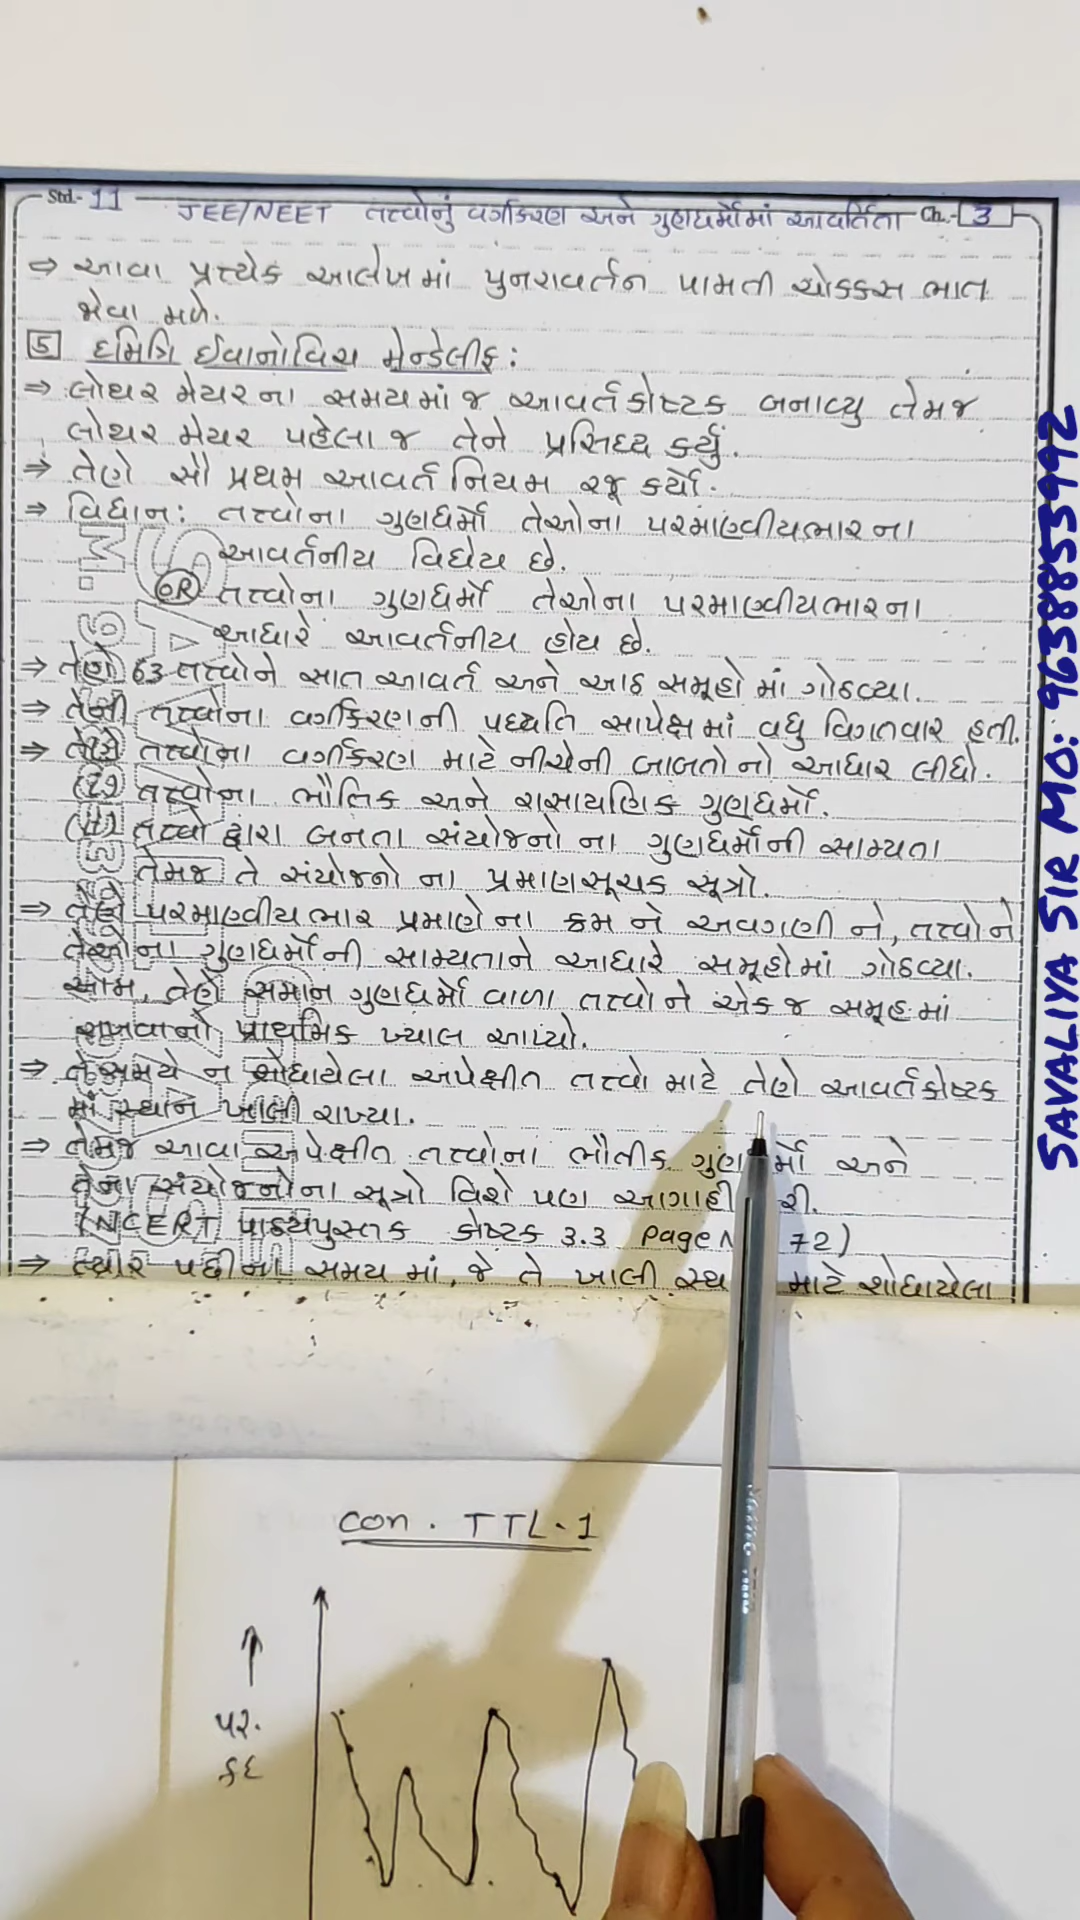 Std.- 11 JEE/NEET તત્ત્વોનું વર્ગીકરણ અને ગુણધર્મોમાં આવર્તિતા Ch.- 3
⇒ આવા પ્રત્યેક આલેખમાં પુનરાવર્તન પામતી ચોક્કસ ભાત
જોવા મળે.
5 દમિત્રિ ઈવાનોવિચ મેન્ડેલીફ :
⇒ લોથર મેયરના સમયમાં જ આવર્તકોષ્ટક બનાવ્યુ તેમજ
લોથર મેયર પહેલા જ તેને પ્રસિધ્ધ કર્યું.
⇒ તેણે સૌ પ્રથમ આવર્ત નિયમ રજૂ કર્યો.
⇒ વિધાન: તત્ત્વોના ગુણધર્મો તેઓના પરમાણ્વીયભારના
આવર્તનીય વિધેય છે.
OR તત્ત્વોના ગુણધર્મો તેઓના પરમાણ્વીયભારના
આધારે આવર્તનીય હોય છે.
⇒ તેણે 63 તત્ત્વોને સાત આવર્ત અને આઠ સમૂહો માં ગોઠવ્યા.
⇒ તેની તત્ત્વોના વર્ગીકરણની પધ્ધતિ સાપેક્ષમાં વધુ વિગતવાર હતી.
⇒ તેણે તત્ત્વોના વર્ગીકરણ માટે નીચેની બાબતો નો આધાર લીધો.
તત્ત્વોના ભૌતિક અને રાસાયણિક ગુણધર્મો.
તત્વો દ્વારા બનતા સંયોજનો ના ગુણધર્મોની સામ્યતા
તેમજ તે સંયોજનો ના પ્રમાણસૂચક સૂત્રો.
⇒ તેણે પરમાણ્વીયભાર પ્રમાણેના ક્રમ ને અવગણી ને, તત્ત્વોને
તેઓના ગુણધર્મોની સામ્યતાને આધારે સમૂહોમાં ગોઠવ્યા.
આમ, તેણે સમાન ગુણધર્મો વાળા તત્ત્વો ને એક જ સમૂહમાં
રાખવાનો પ્રાથમિક ખ્યાલ આપ્યો.
⇒ તે સમયે ન શોધાયેલા અપેક્ષીત તત્ત્વો માટે તેણે આવર્તકોષ્ટક
માં સ્થાન ખાલી રાખ્યા.
⇒ તેમજ આવા અપેક્ષીત તત્ત્વોના ભૌતીક અને
તેના સંયોજનોના સૂત્રો વિશે પણ આગાહી
(NCERT પાઠ્યપુસ્તક કોષ્ટક 3.3 Page 72)
⇒ ત્યાર પછીના સમય માં, જે તે ખાલી માટે શોધાયેલા
SAVALIYA SIR MO: 9638853992
Con. TTL-1
પર.
કદ